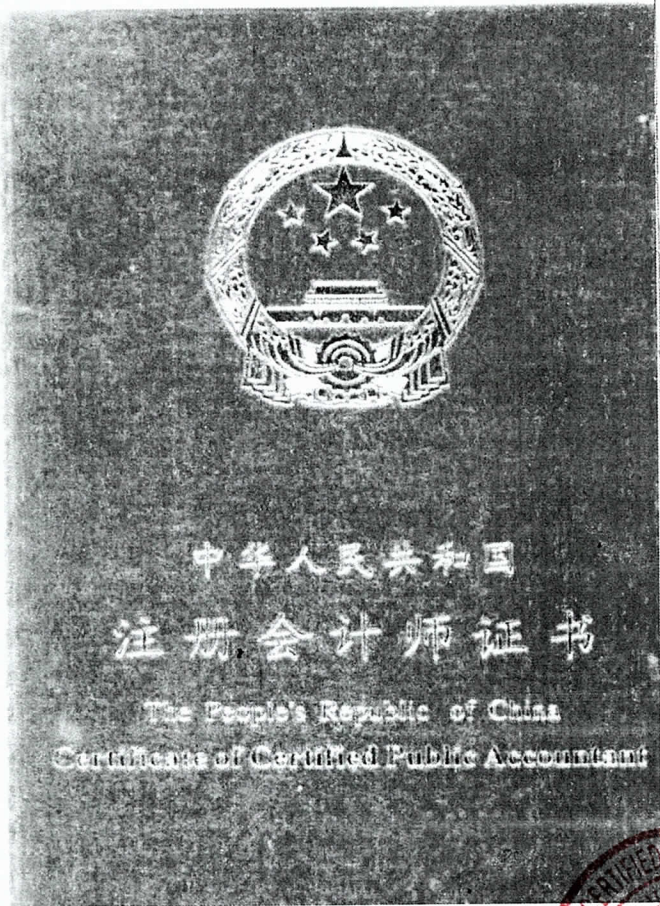 中华人民共和国
注册会计师证书
The People's Republic of China
Certificate of Certified Public Accountant
CERTIFIED